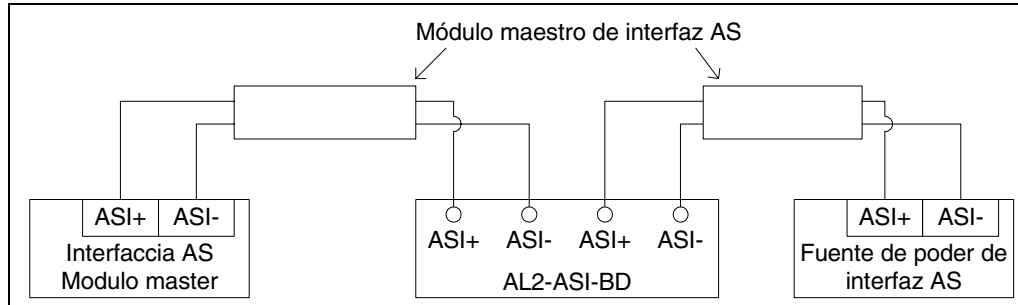 Módulo maestro de interfaz AS
ASI+ ASI-
Interfaccia AS
Modulo master
ASI+ ASI- ASI+ ASI-
AL2-ASI-BD
ASI+ ASI-
Fuente de poder de
interfaz AS